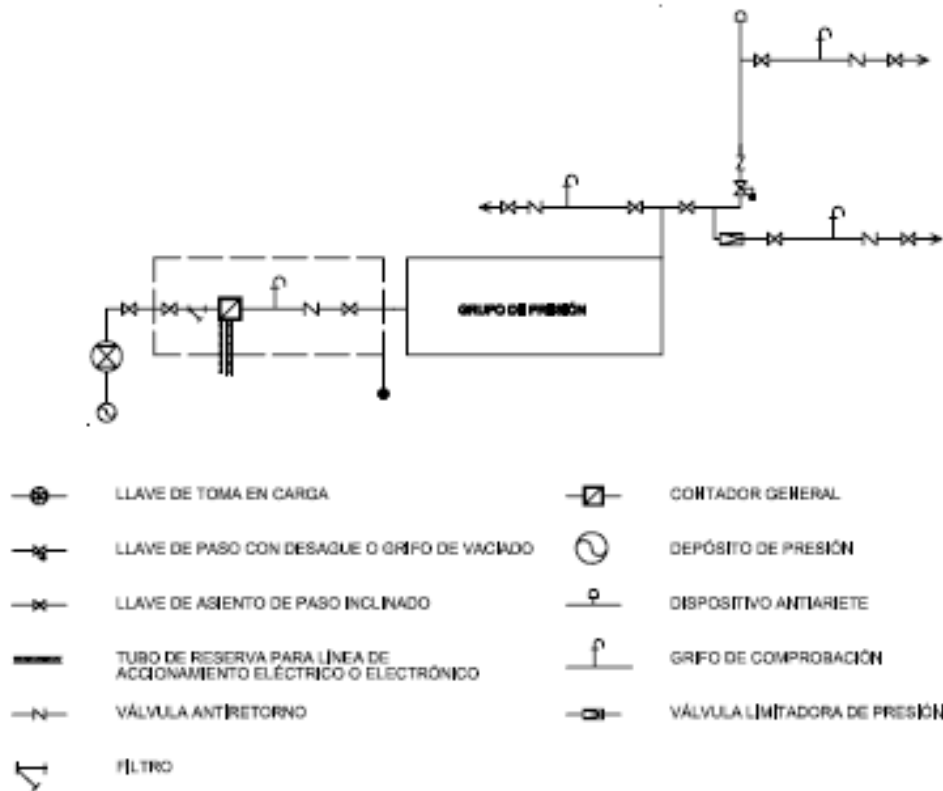 GRUPO DE PRESIÓN
LLAVE DE TOMA EN CARGA
LLAVE DE PASO CON DESAGUE O GRIFO DE VACIADO
LLAVE DE ASIENTO DE PASO INCLINADO
TUBO DE RESERVA PARA LÍNEA DE
ACCIONAMIENTO ELÉCTRICO O ELECTRÓNICO
VÁLVULA ANTIRETORNO
FILTRO
CONTADOR GENERAL
DEPÓSITO DE PRESIÓN
DISPOSITIVO ANTIARIETE
GRIFO DE COMPROBACIÓN
VÁLVULA LIMITADORA DE PRESIÓN